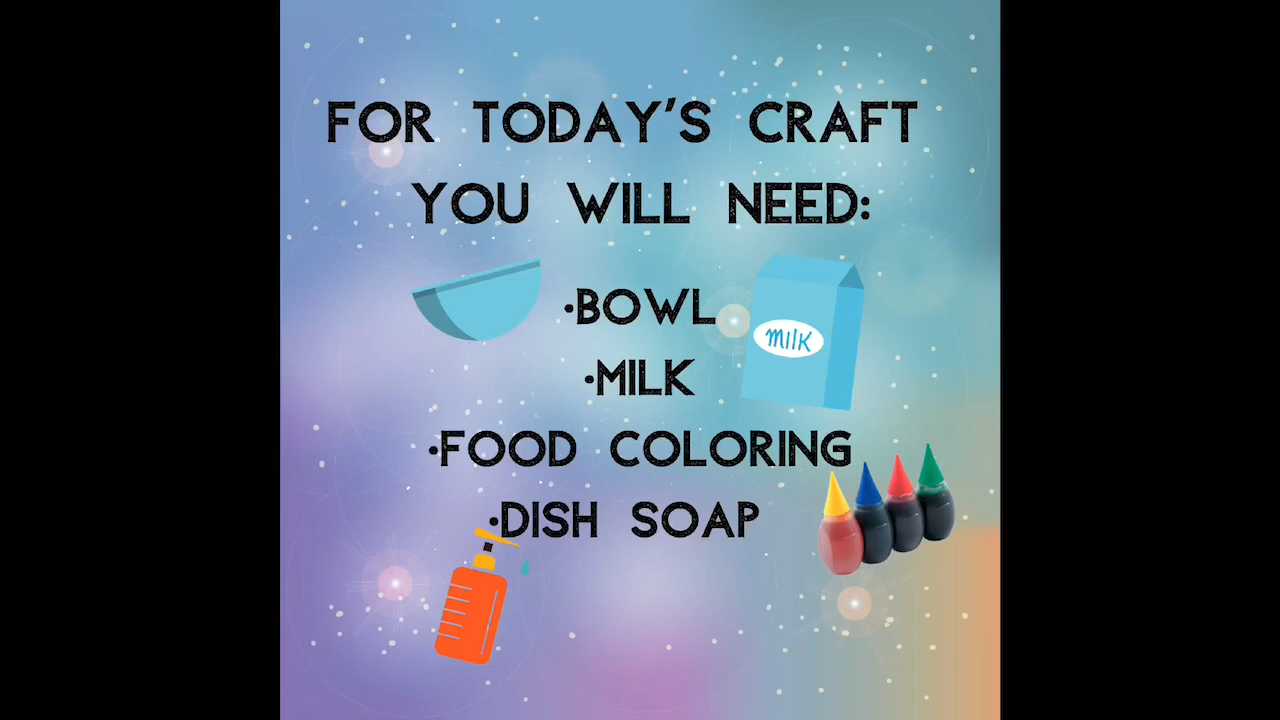 FOR TODAY'S CRAFT
YOU WILL NEED:
•BOWL
•MILK
MILK
•FOOD COLORING
•DISH SOAP